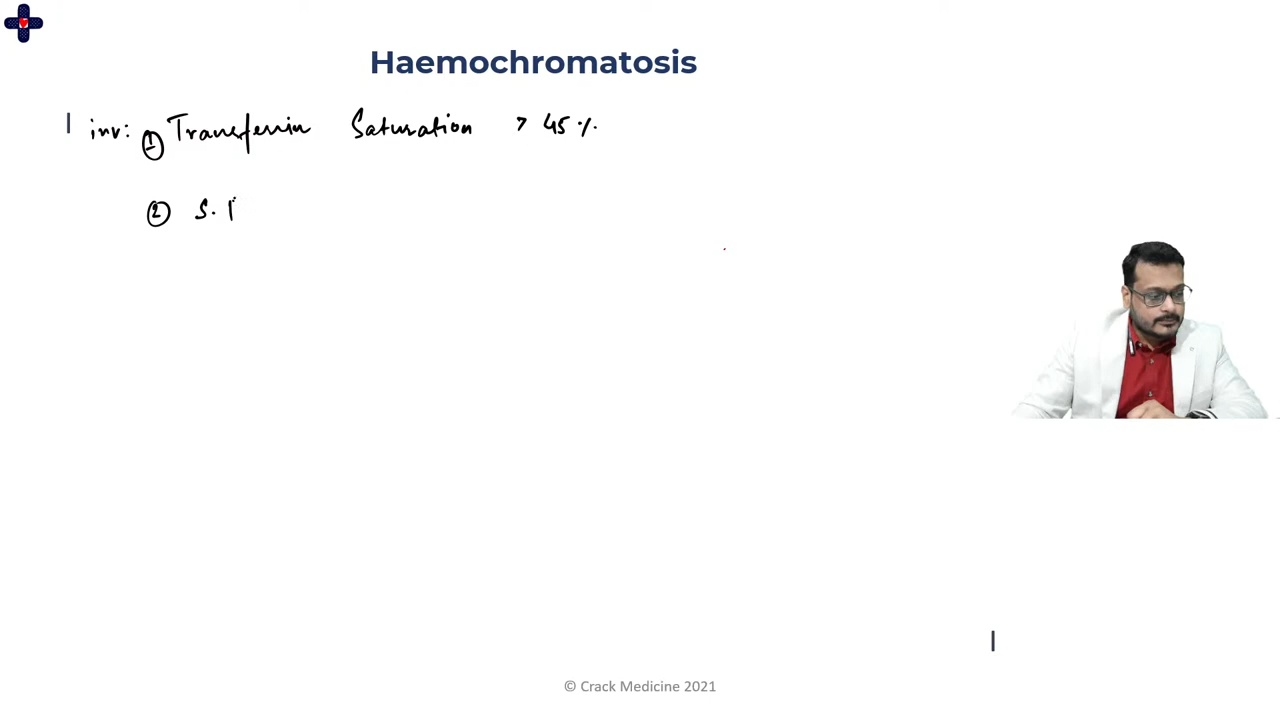 Haemochromatosis
inv: ① Transferrin Saturation > 45 %.
② S.
© Crack Medicine 2021